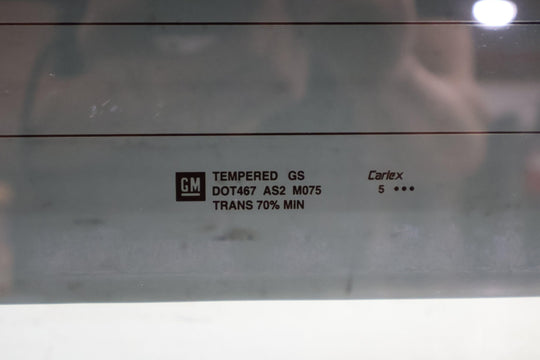 GM
TEMPERED GS
DOT467 AS2 M075
TRANS 70% MIN
Carlex
5 •••